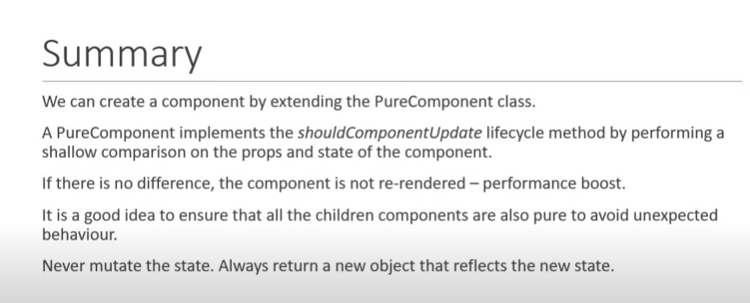 Summary
We can create a component by extending the PureComponent class.
A PureComponent implements the shouldComponentUpdate lifecycle method by performing a
shallow comparison on the props and state of the component.
If there is no difference, the component is not re-rendered – performance boost.
It is a good idea to ensure that all the children components are also pure to avoid unexpected
behaviour.
Never mutate the state. Always return a new object that reflects the new state.